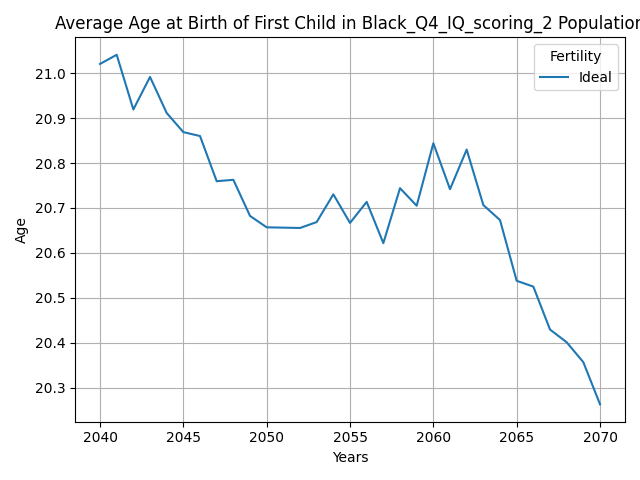 Average Age at Birth of First Child in Black_Q4_IQ_scoring_2 Population
Fertility
Ideal
21.0
20.9
20.8
20.7
20.6
20.5
20.4
20.3
Age
2040 2045 2050 2055 2060 2065 2070
Years